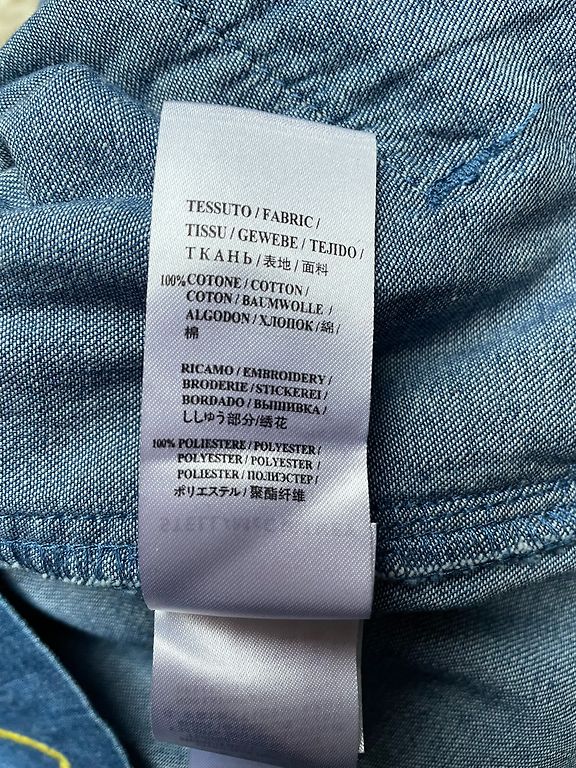 TESSUTO / FABRIC /
TISSU / GEWEBE / TEJIDO /
ТКАНЬ / 表地 / 面料
100% COTONE / COTTON /
COTON / BAUMWOLLE /
ALGODON / ХЛОПОК / 綿 /
棉
RICAMO / EMBROIDERY /
BRODERIE / STICKEREI /
BORDADO / ВЫШИВКА /
ししゅう部分/绣花
100% POLIESTERE / POLYESTER /
POLYESTER / POLYESTER /
POLIESTER / ПОЛИЭСТЕР /
ポリエステル / 聚酯纤维